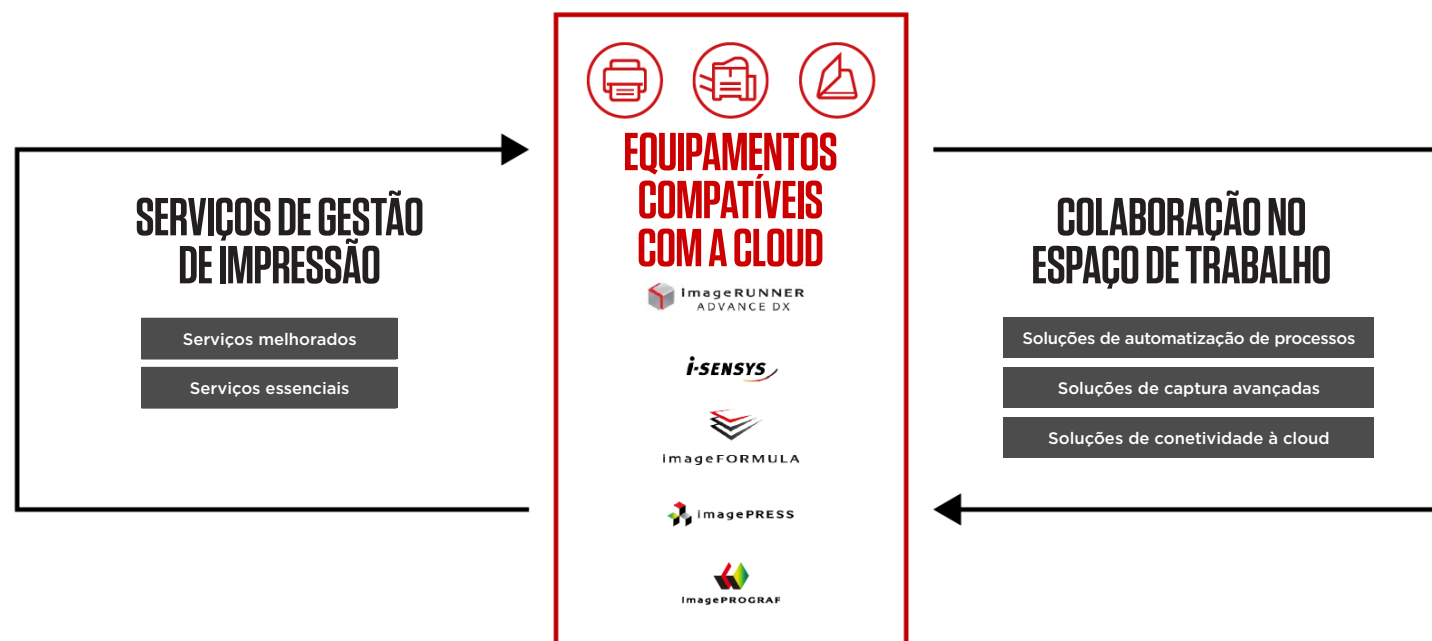 SERVIÇOS DE GESTÃO
DE IMPRESSÃO
Serviços melhorados
Serviços essenciais
EQUIPAMENTOS
COMPATÍVEIS
COM A CLOUD
imageRUNNER
ADVANCE DX
i-SENSYS
imageFORMULA
imagePRESS
imagePROGRAF
COLABORAÇÃO NO
ESPAÇO DE TRABALHO
Soluções de automatização de processos
Soluções de captura avançadas
Soluções de conetividade à cloud